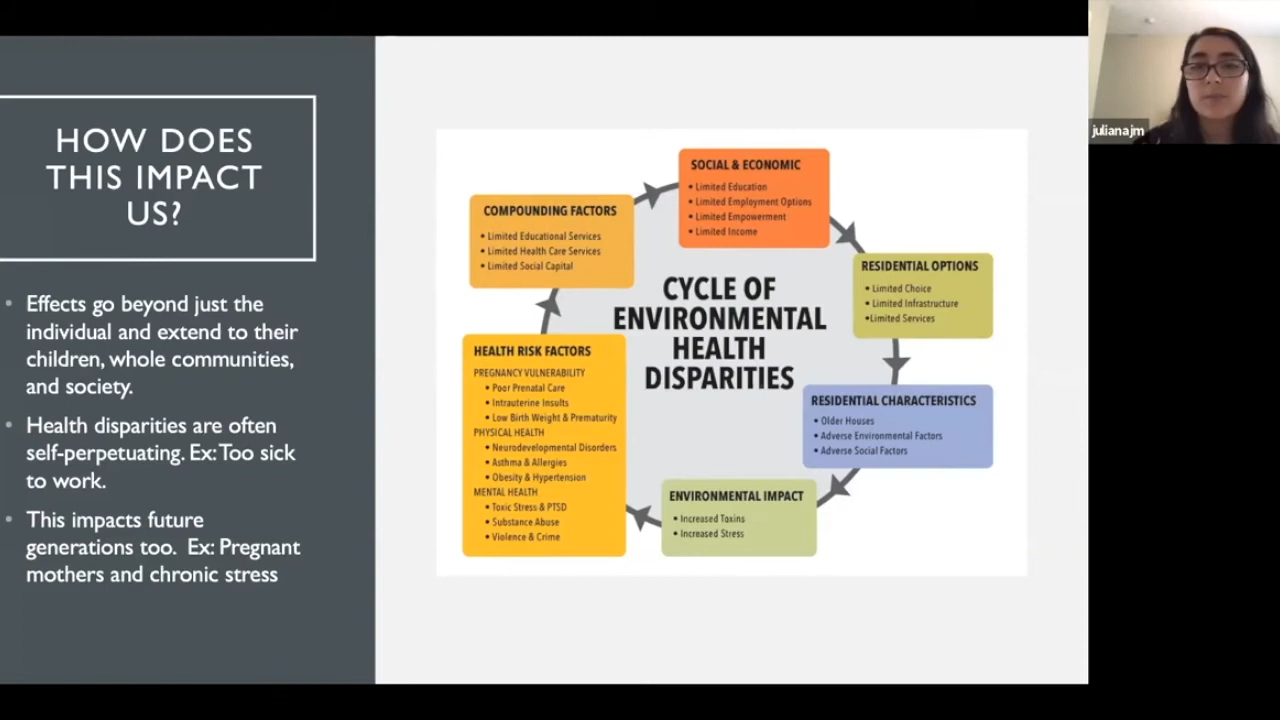 HOW DOES
THIS IMPACT
US?
• Effects go beyond just the
individual and extend to their
children, whole communities,
and society.
• Health disparities are often
self-perpetuating. Ex: Too sick
to work.
• This impacts future
generations too.  Ex: Pregnant
mothers and chronic stress
CYCLE OF
ENVIRONMENTAL
HEALTH
DISPARITIES
SOCIAL & ECONOMIC
• Limited Education
• Limited Employment Options
• Limited Empowerment
• Limited Income
RESIDENTIAL OPTIONS
• Limited Choice
• Limited Infrastructure
•Limited Services
RESIDENTIAL CHARACTERISTICS
• Older Houses
• Adverse Environmental Factors
• Adverse Social Factors
ENVIRONMENTAL IMPACT
• Increased Toxins
• Increased Stress
HEALTH RISK FACTORS
PREGNANCY VULNERABILITY
• Poor Prenatal Care
• Intrauterine Insults
• Low Birth Weight & Prematurity
PHYSICAL HEALTH
• Neurodevelopmental Disorders
• Asthma & Allergies
• Obesity & Hypertension
MENTAL HEALTH
• Toxic Stress & PTSD
• Substance Abuse
• Violence & Crime
COMPOUNDING FACTORS
• Limited Educational Services
• Limited Health Care Services
• Limited Social Capital
julianajm